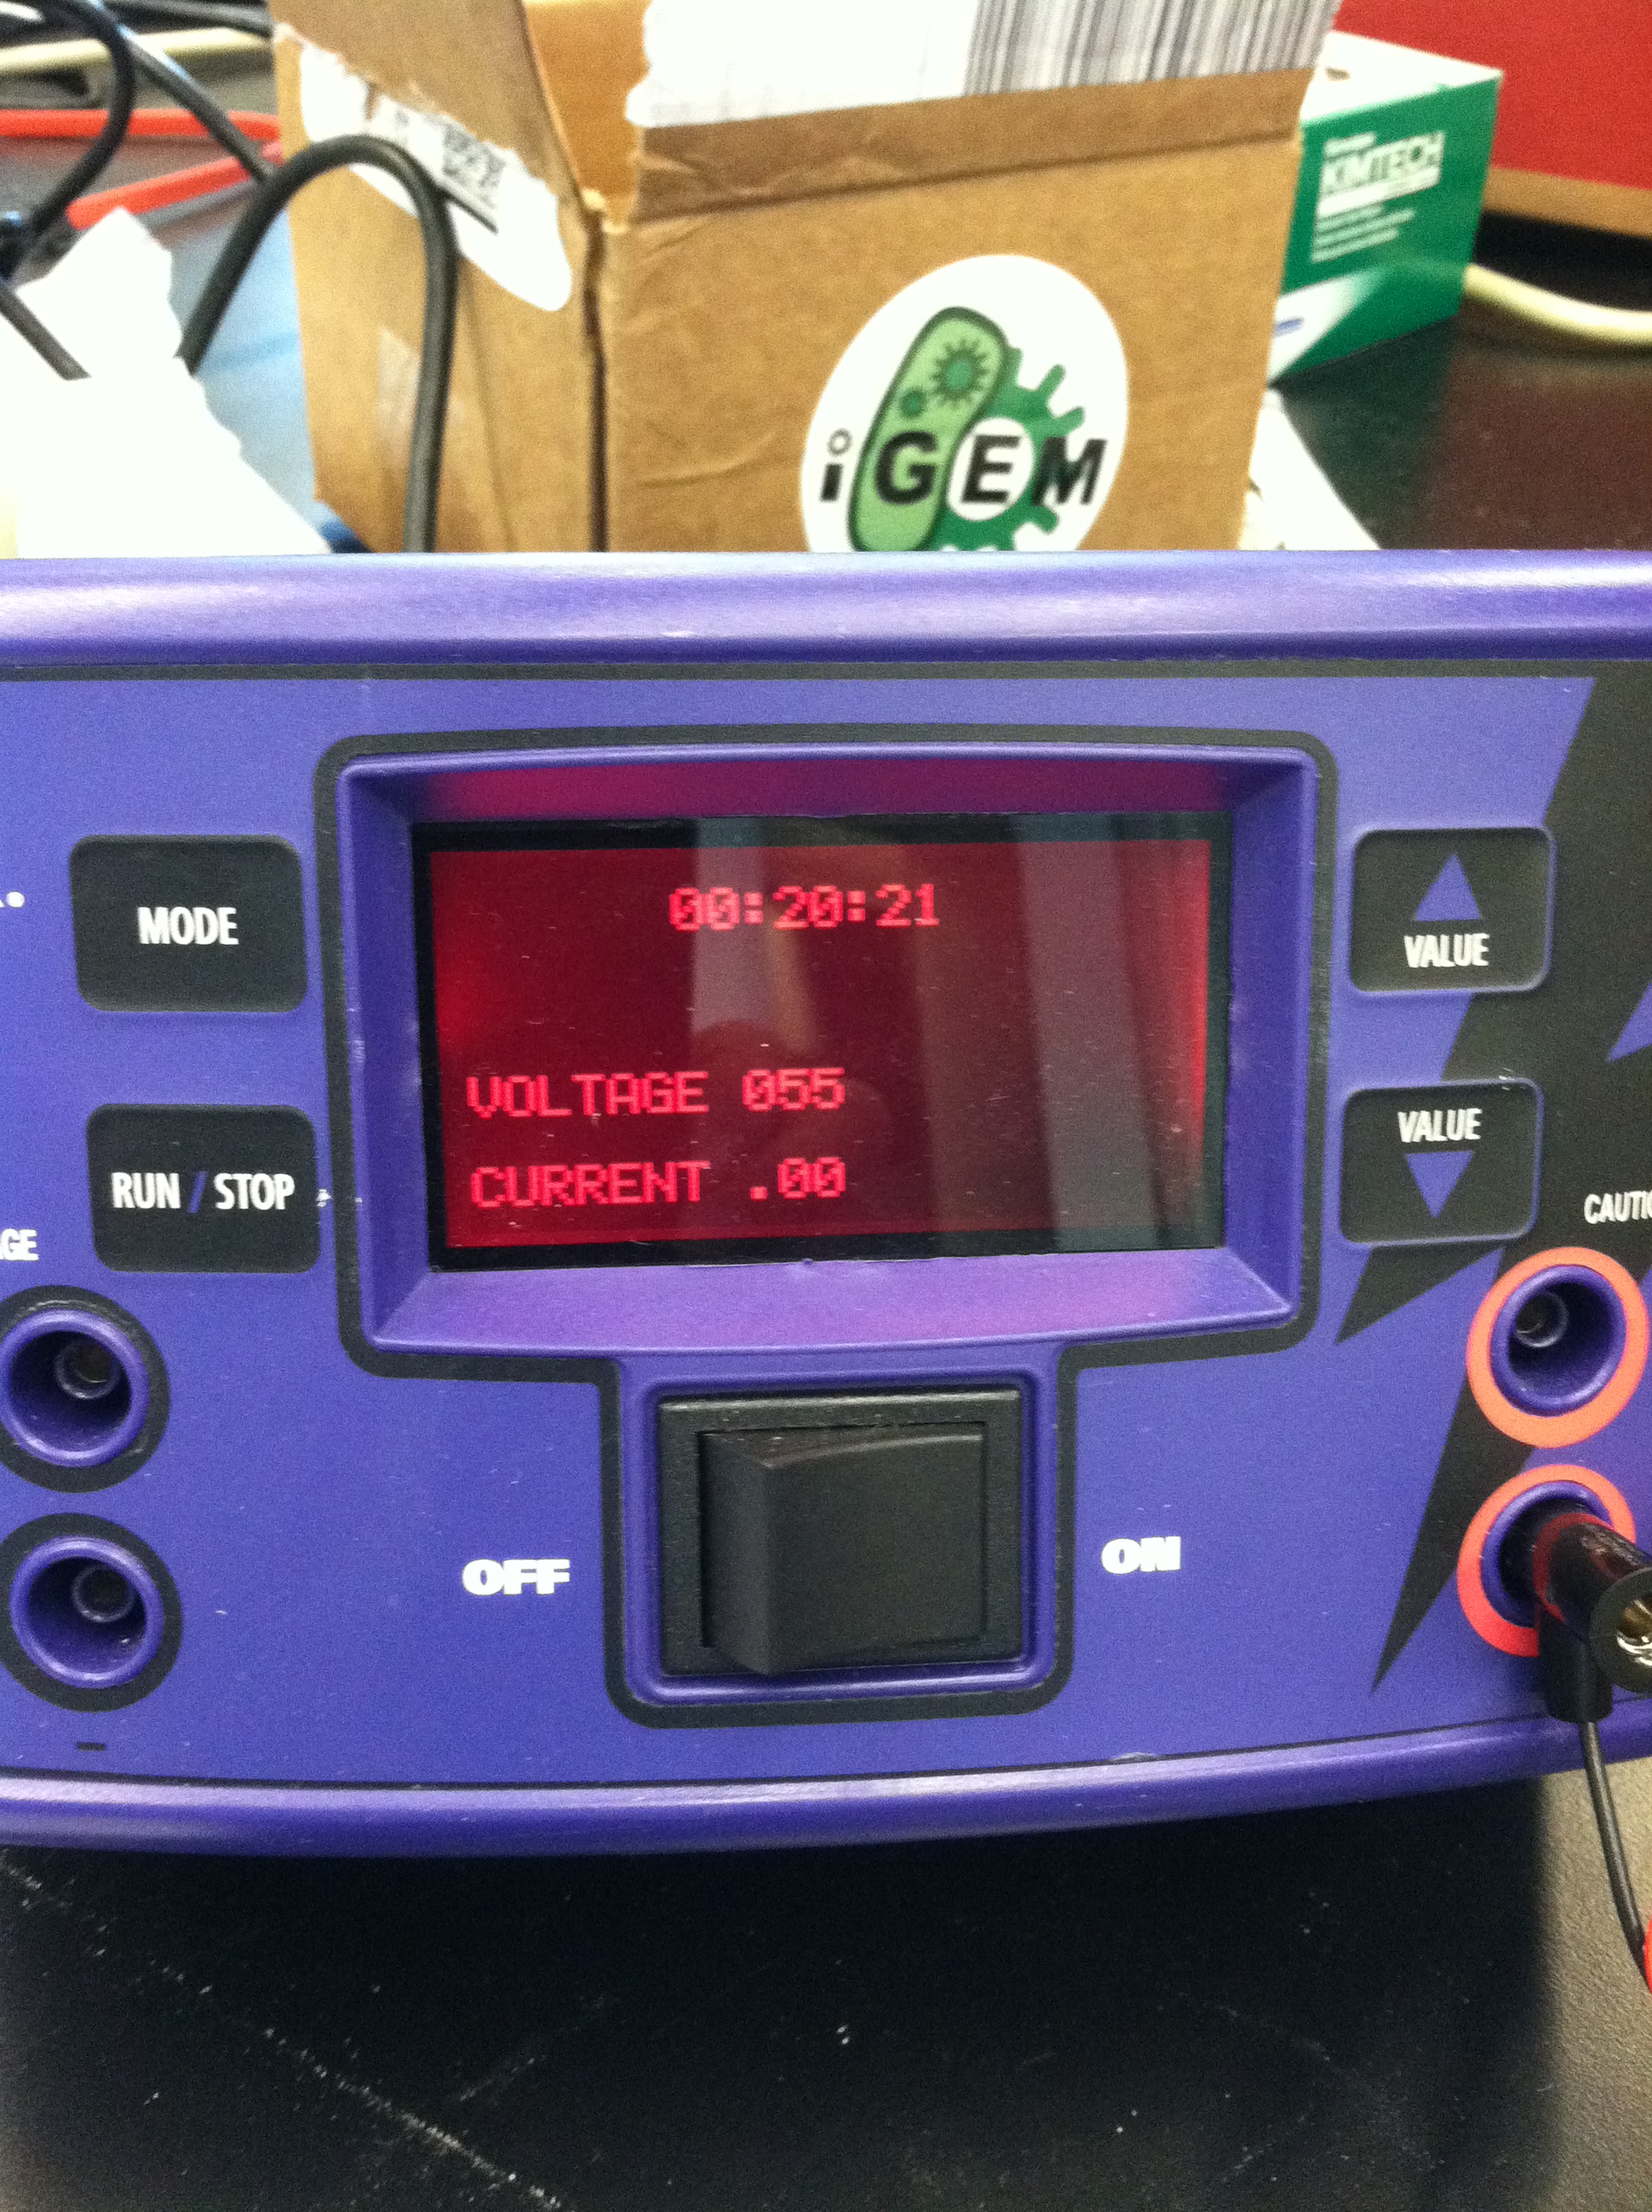 KIMTECH
iGEM
MODE
00:20:21
VALUE
VOLTAGE 055
VALUE
RUN/STOP
CURRENT .00
OFF
ON